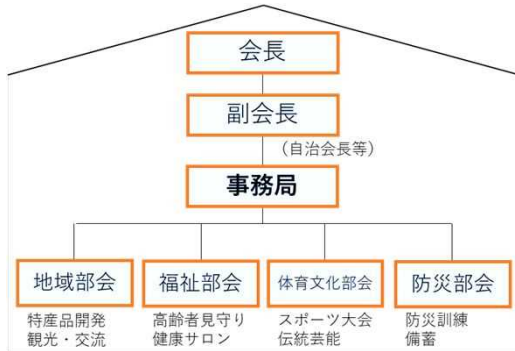 会長
副会長
（自治会長等）
事務局
地域部会
特産品開発
観光・交流
福祉部会
高齢者見守り
健康サロン
体育文化部会
スポーツ大会
伝統芸能
防災部会
防災訓練
備蓄